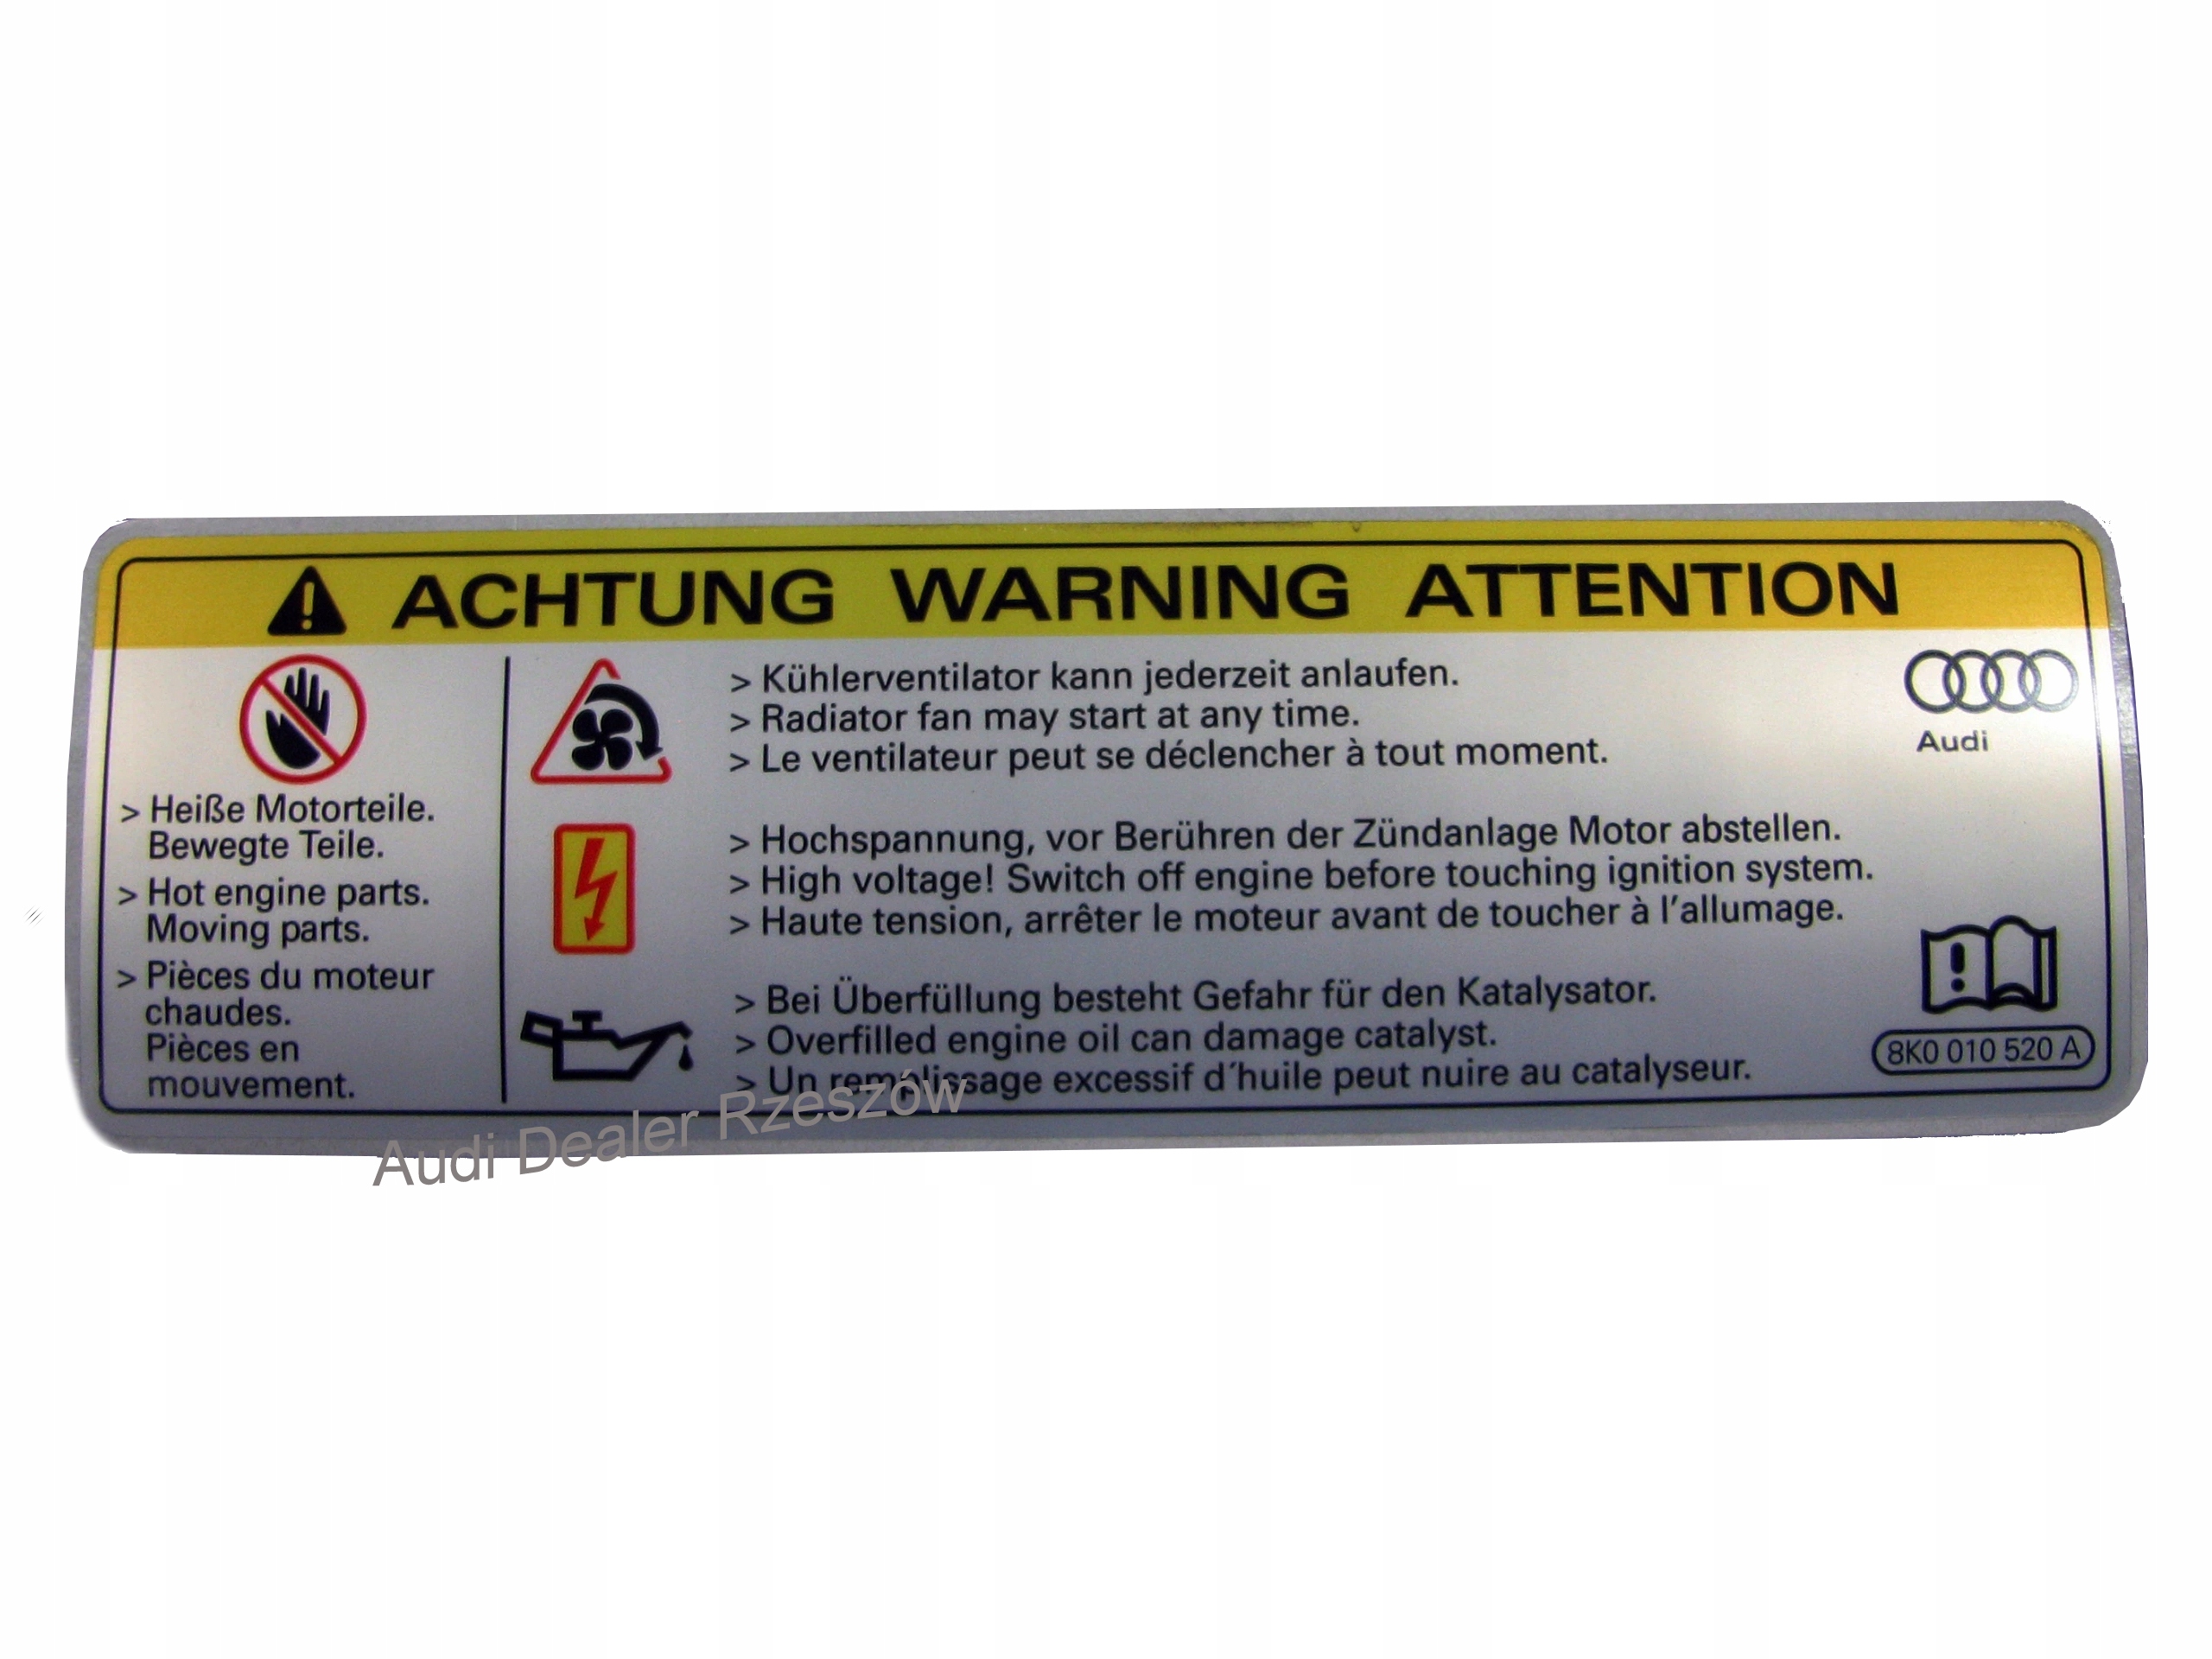 ACHTUNG WARNING ATTENTION
> Heiße Motorteile.
Bewegte Teile.
> Hot engine parts.
Moving parts.
> Pièces du moteur
chaudes.
Pièces en
mouvement.
> Kühlerventilator kann jederzeit anlaufen.
> Radiator fan may start at any time.
> Le ventilateur peut se déclencher à tout moment.
> Hochspannung, vor Berühren der Zündanlage Motor abstellen.
> High voltage! Switch off engine before touching ignition system.
> Haute tension, arrêter le moteur avant de toucher à l'allumage.
> Bei Überfüllung besteht Gefahr für den Katalysator.
> Overfilled engine oil can damage catalyst.
> Un remplissage excessif d'huile peut nuire au catalyseur.
Audi
8K0 010 520 A
Audi Dealer Rzeszów